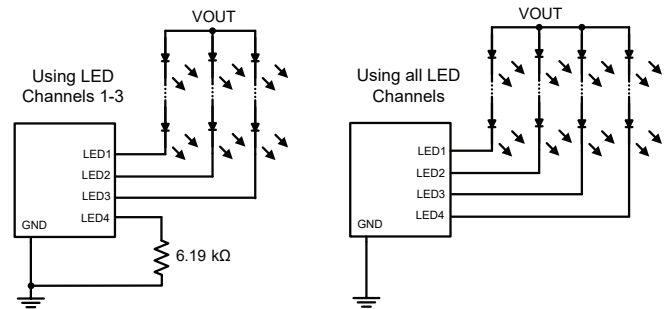 VOUT
Using LED
Channels 1-3
LED1
LED2
LED3
LED4
GND
6.19 kΩ
VOUT
Using all LED
Channels
LED1
LED2
LED3
LED4
GND